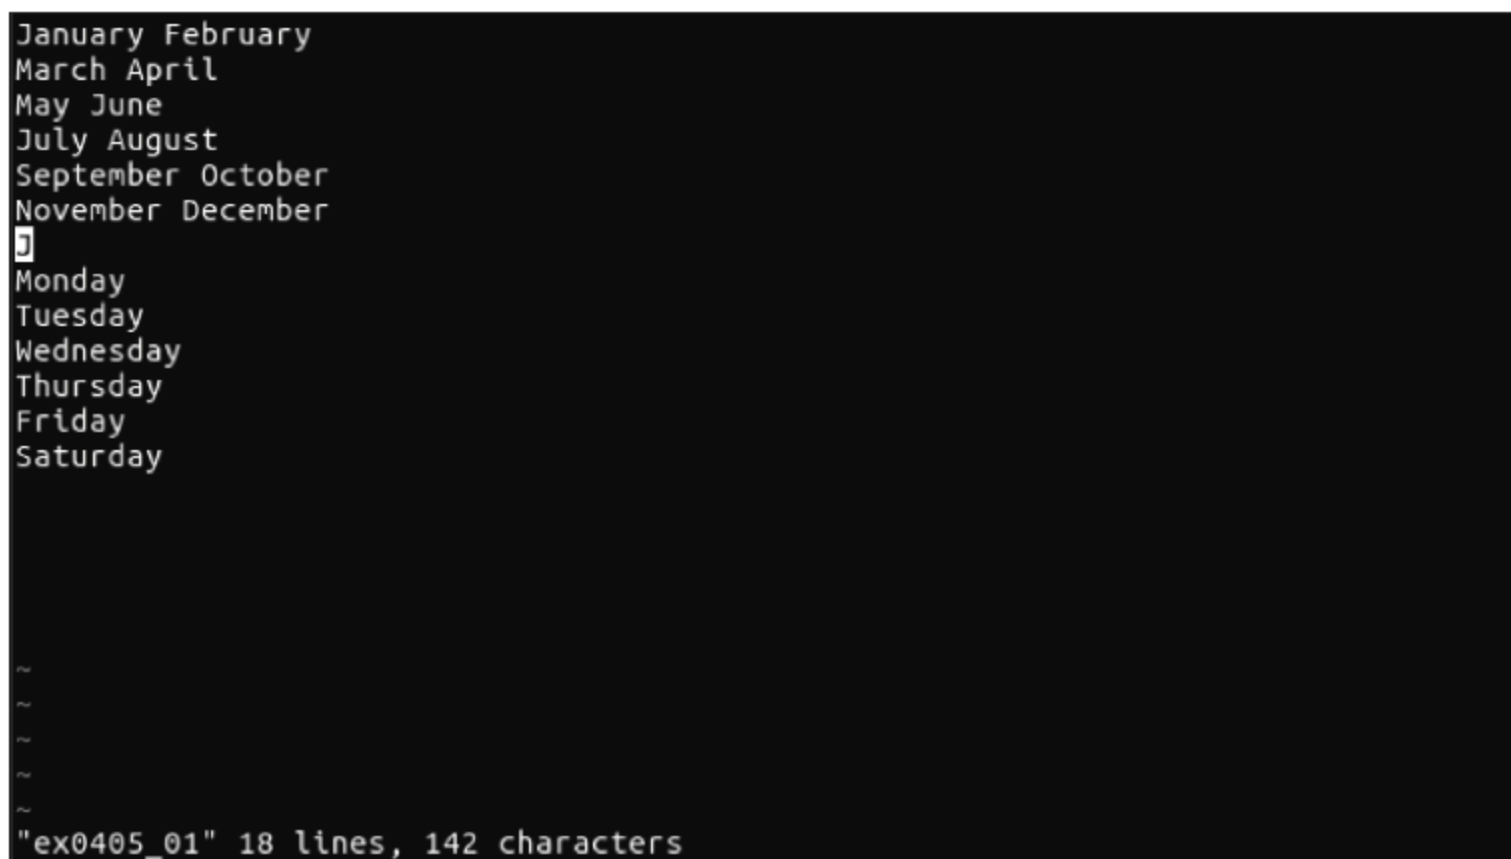 January February
March April
May June
July August
September October
November December
J
Monday
Tuesday
Wednesday
Thursday
Friday
Saturday
~
~
~
~
~
"ex0405_01" 18 lines, 142 characters